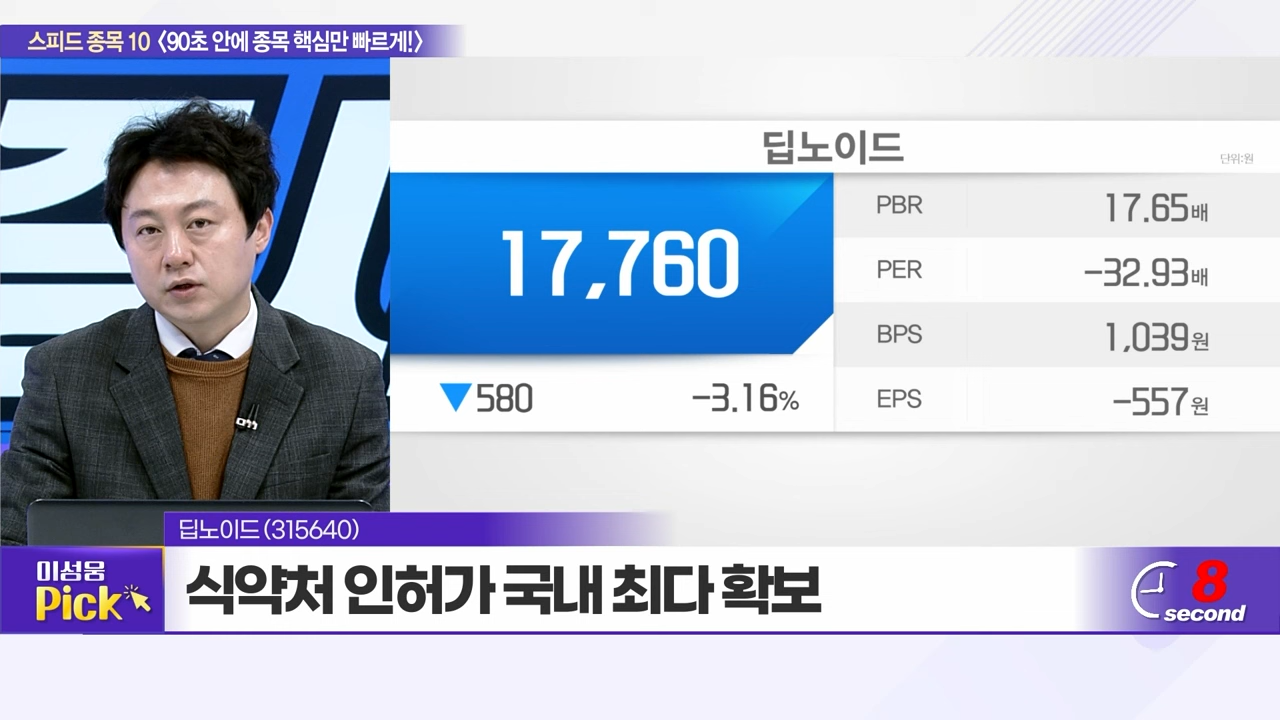 스피드 종목 10 〈90초 안에 종목 핵심만 빠르게!〉
딥노이드
단위:원
17,760
▼580 -3.16%
PBR 17.65배
PER -32.93배
BPS 1,039원
EPS -557원
딥노이드 (315640)
이성웅
Pick
식약처 인허가 국내 최다 확보
8
second